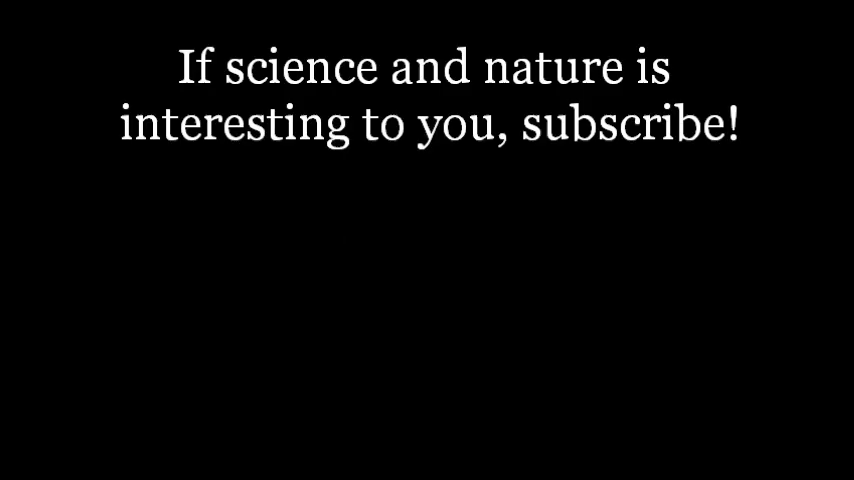 If science and nature is
interesting to you, subscribe!